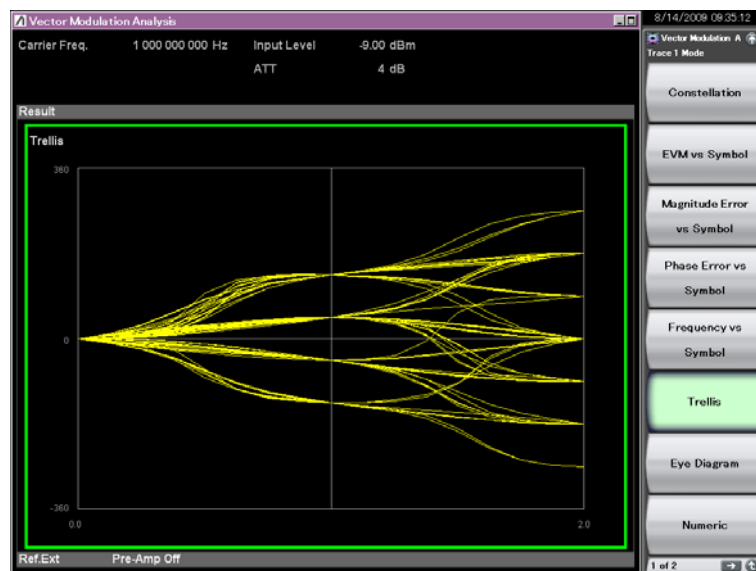 Vector Modulation Analysis
8/14/2009 09:35:12
Carrier Freq. 1 000 000 000 Hz Input Level -9.00 dBm
ATT 4 dB
Result
Trellis
360
0
-360
0.0 2.0
Ref.Ext Pre-Amp Off
Vector Modulation A
Trace 1 Mode
Constellation
EVM vs Symbol
Magnitude Error
vs Symbol
Phase Error vs
Symbol
Frequency vs
Symbol
Trellis
Eye Diagram
Numeric
1 of 2